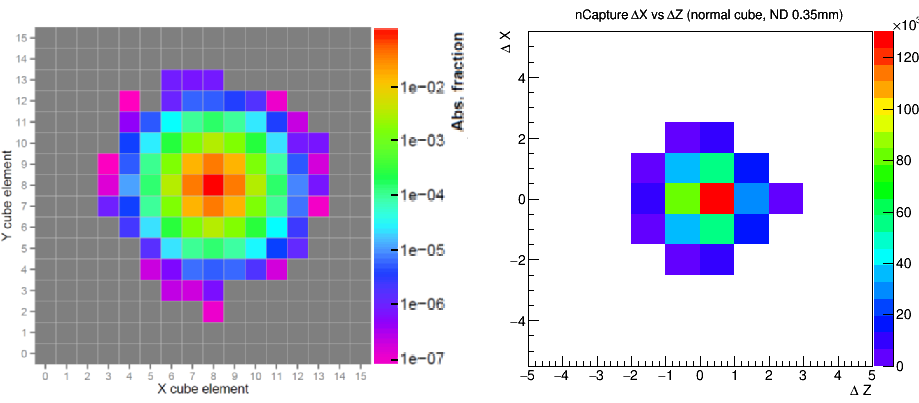 nCapture ΔX vs ΔZ (normal cube, ND 0.35mm)
Abs. fraction
1e-02
1e-03
1e-04
1e-05
1e-06
1e-07
Y cube element
15
14
13
12
11
10
9
8
7
6
5
4
3
2
1
0
0 1 2 3 4 5 6 7 8 9 10 11 12 13 14 15
X cube element
Δ X
4
2
0
−2
−4
−5 −4 −3 −2 −1 0 1 2 3 4 5
Δ Z
×10³
120
100
80
60
40
20
0